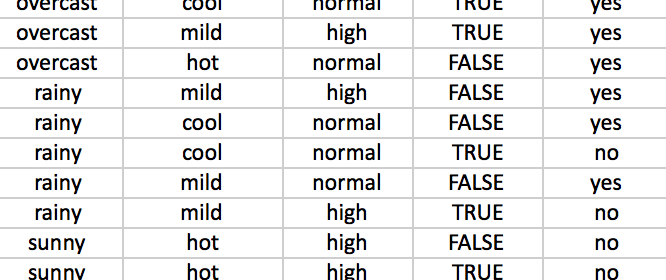 overcast cool normal TRUE yes
overcast mild high TRUE yes
overcast hot normal FALSE yes
rainy mild high FALSE yes
rainy cool normal FALSE yes
rainy cool normal TRUE no
rainy mild normal FALSE yes
rainy mild high TRUE no
sunny hot high FALSE no
sunny hot high TRUE no